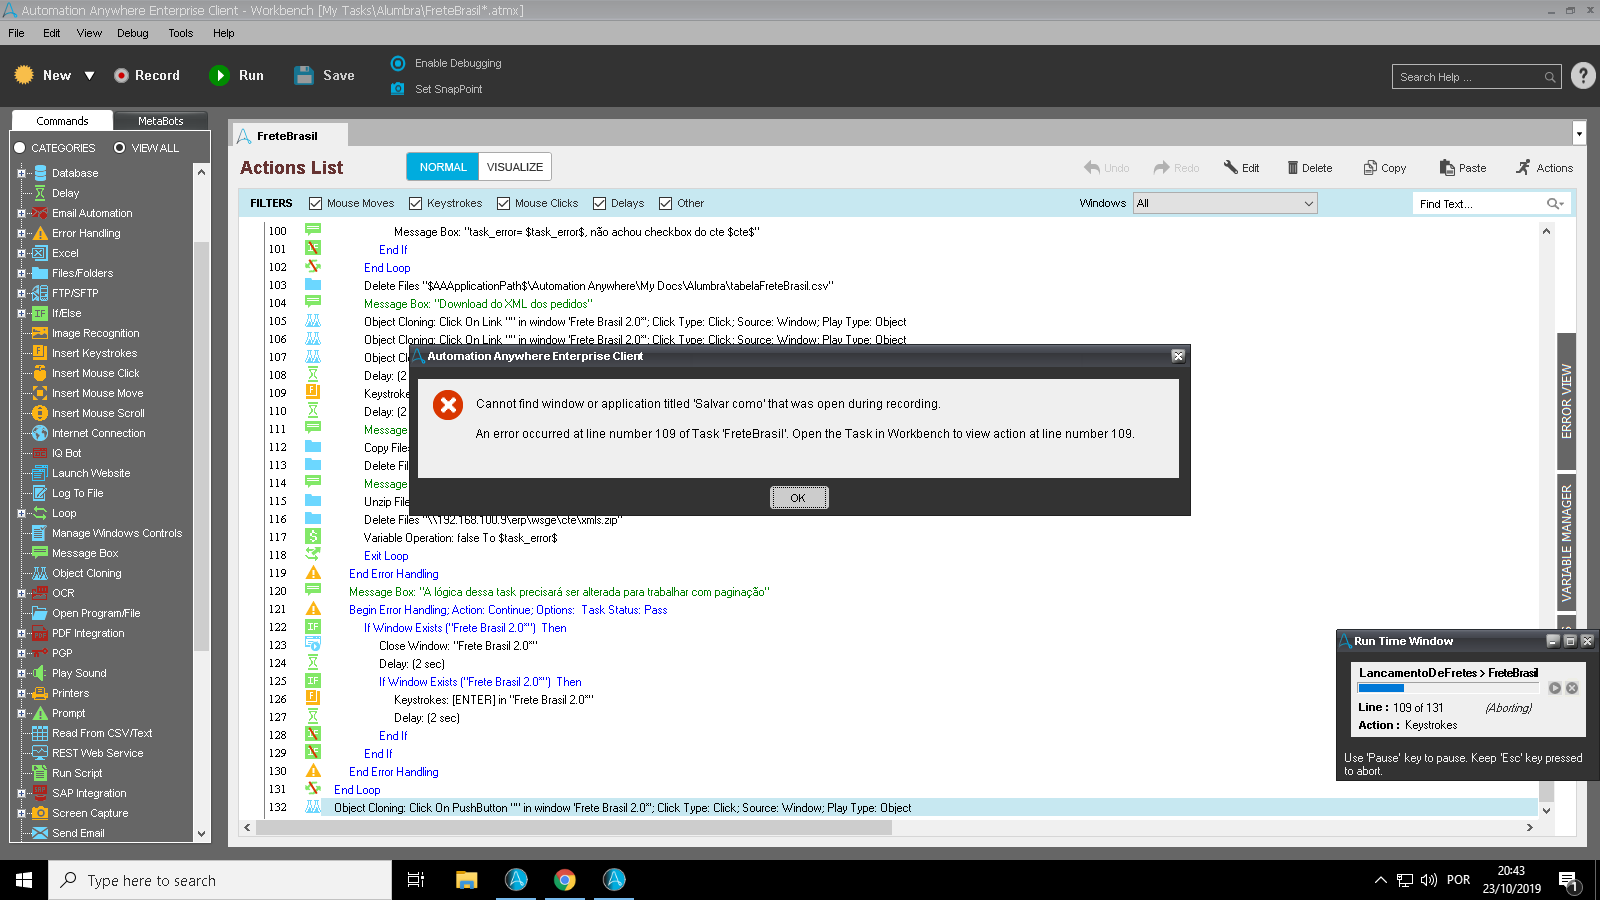 Automation Anywhere Enterprise Client - Workbench [My Tasks\Alumbra\FreteBrasil*.atmx]
File Edit View Debug Tools Help
New Record Run Save
Enable Debugging
Set SnapPoint
Search Help ...
Commands MetaBots
CATEGORIES VIEW ALL
Database
Delay
Email Automation
Error Handling
Excel
Files/Folders
FTP/SFTP
If/Else
Image Recognition
Insert Keystrokes
Insert Mouse Click
Insert Mouse Move
Insert Mouse Scroll
Internet Connection
IQ Bot
Launch Website
Log To File
Loop
Manage Windows Controls
Message Box
Object Cloning
OCR
Open Program/File
PDF Integration
PGP
Play Sound
Printers
Prompt
Read From CSV/Text
REST Web Service
Run Script
SAP Integration
Screen Capture
Send Email
FreteBrasil
Actions List NORMAL VISUALIZE Undo Redo Edit Delete Copy Paste Actions
FILTERS Mouse Moves Keystrokes Mouse Clicks Delays Other Windows All Find Text...
100 Message Box: "task_error= $task_error$, não achou checkbox do cte $cte$"
101 End If
102 End Loop
103 Delete Files "$AAApplicationPath$\Automation Anywhere\My Docs\Alumbra\tabelaFreteBrasil.csv"
104 Message Box: "Download do XML dos pedidos"
105 Object Cloning: Click On Link "" in window 'Frete Brasil 2.0*'; Click Type: Click; Source: Window; Play Type: Object
106 Object Cloning: Click On Link "" in window 'Frete Brasil 2.0*'; Click Type: Click; Source: Window; Play Type: Object
107 Object Cl
108 Delay: (2
109 Keystroke
110 Delay: (2
111 Message
112 Copy File
113 Delete Fil
114 Message
115 Unzip File
116 Delete Files "\\192.168.100.9\erp\wsge\cte\xmls.zip"
117 Variable Operation: false To $task_error$
118 Exit Loop
119 End Error Handling
120 Message Box: "A lógica dessa task precisará ser alterada para trabalhar com paginação"
121 Begin Error Handling; Action: Continue; Options: Task Status: Pass
122 If Window Exists ("Frete Brasil 2.0*") Then
123 Close Window: "Frete Brasil 2.0*"
124 Delay: (2 sec)
125 If Window Exists ("Frete Brasil 2.0*") Then
126 Keystrokes: [ENTER] in "Frete Brasil 2.0*"
127 Delay: (2 sec)
128 End If
129 End If
130 End Error Handling
131 End Loop
132 Object Cloning: Click On PushButton "" in window 'Frete Brasil 2.0*'; Click Type: Click; Source: Window; Play Type: Object
Automation Anywhere Enterprise Client
Cannot find window or application titled 'Salvar como' that was open during recording.
An error occurred at line number 109 of Task 'FreteBrasil'. Open the Task in Workbench to view action at line number 109.
OK
ERROR VIEW
VARIABLE MANAGER
Run Time Window
LancamentoDeFretes > FreteBrasil
Line : 109 of 131 (Aborting)
Action : Keystrokes
Use 'Pause' key to pause. Keep 'Esc' key pressed
to abort.
Type here to search
POR
20:43
23/10/2019
1